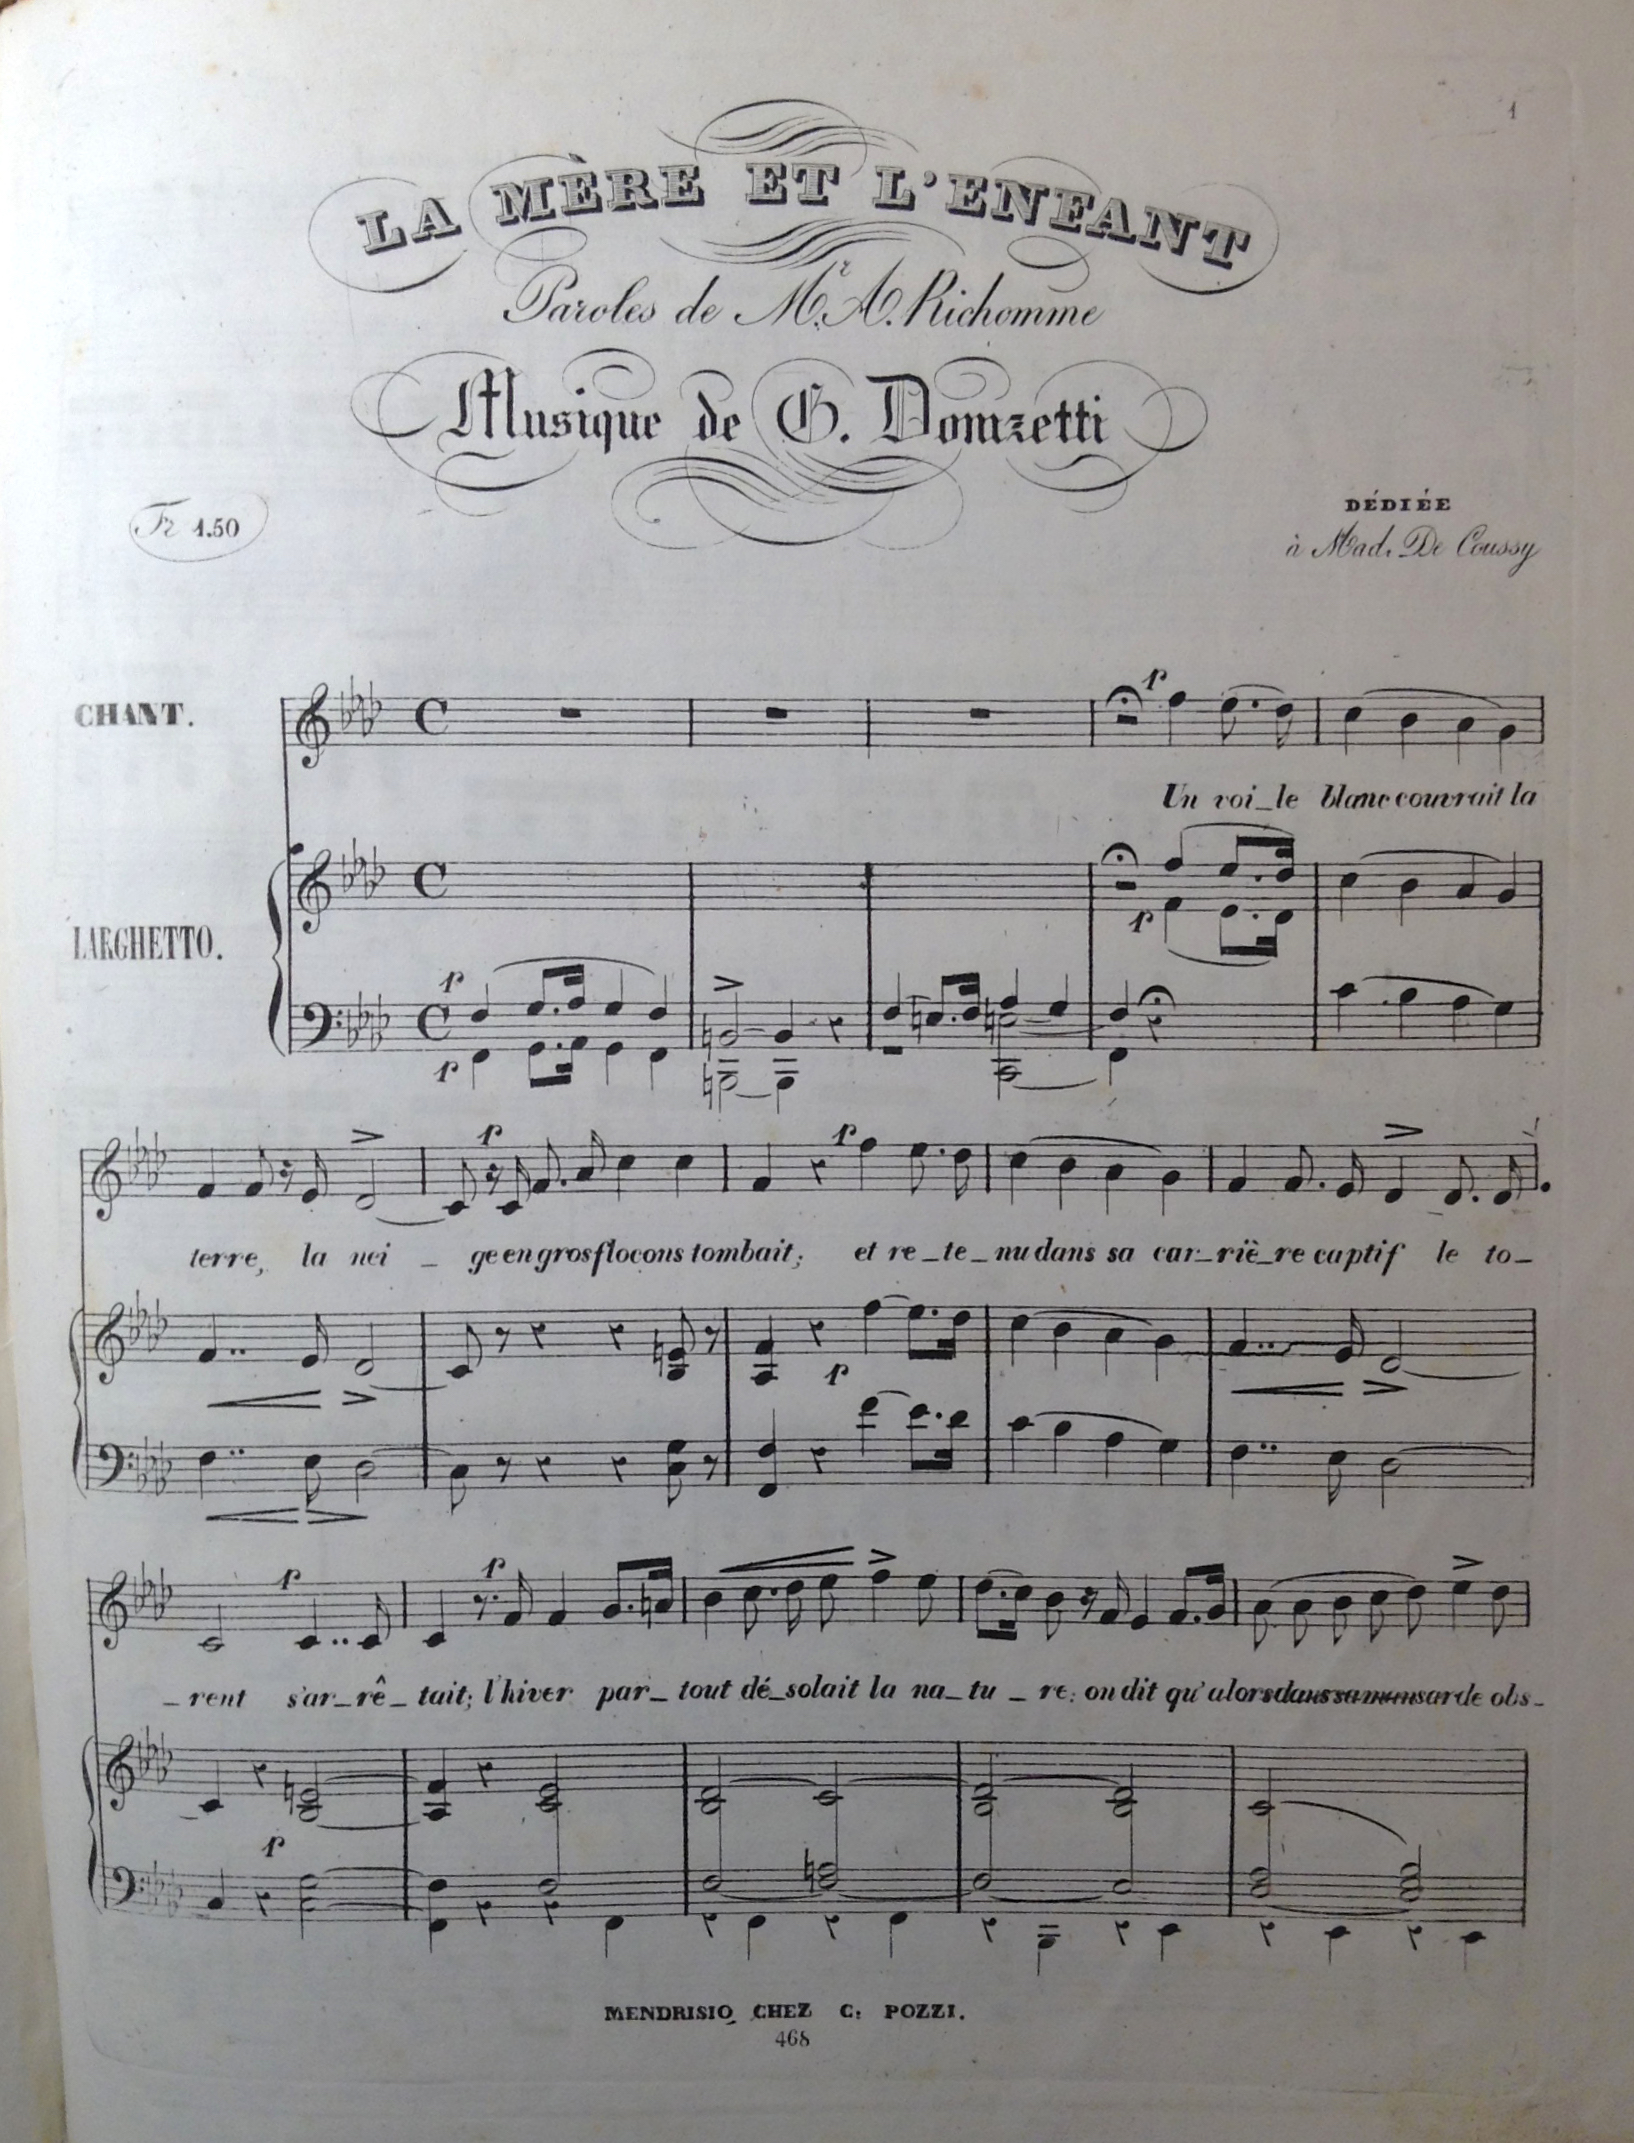 1
LA MÈRE ET L'ENFANT
Paroles de Mr. A. Richomme
Musique de G. Donizetti
Fr 1.50
DÉDIÉE
à Mad. De Coussy
CHANT.
P
Un voi_le blanc couvrait la
LARGHETTO.
P
P
P
P
P
terre, la nei _ ge en gros flocons tombait; et re_te_nu dans sa car_riè_re captif le to_
P
P
P
_rent s'ar_rê_tait; l'hiver par_tout dé_solait la na_tu_re: on dit qu'alors dans sa mansarde obs_
P
MENDRISIO CHEZ C. POZZI.
468